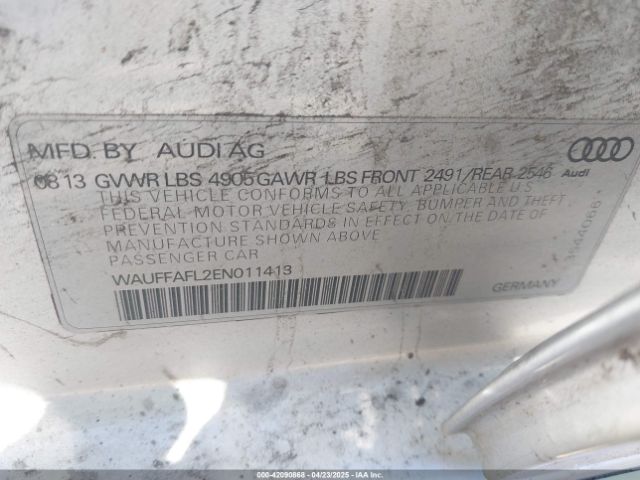 MFD. BY AUDI AG
08 13 GVWR LBS 4905 GAWR LBS FRONT 2491/REAR 2546
Audi
THIS VEHICLE CONFORMS TO ALL APPLICABLE U S
FEDERAL MOTOR VEHICLE SAFETY, BUMPER AND THEFT
PREVENTION STANDARDS IN EFFECT ON THE DATE OF
MANUFACTURE SHOWN ABOVE
PASSENGER CAR
WAUFFAFL2EN011413
GERMANY
000-42090868 - 04/23/2025 - IAA Inc.